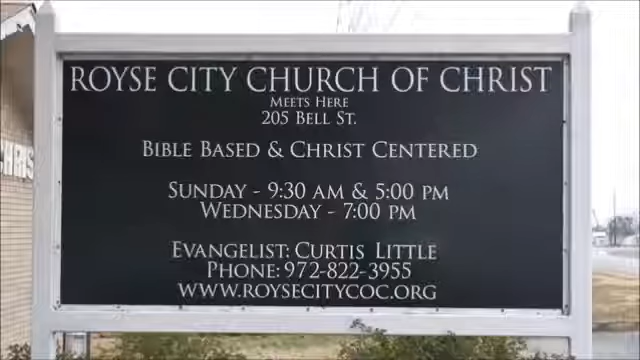 ROYSE CITY CHURCH OF CHRIST
MEETS HERE
205 BELL ST.
BIBLE BASED & CHRIST CENTERED
SUNDAY - 9:30 AM & 5:00 PM
WEDNESDAY - 7:00 PM
EVANGELIST: CURTIS LITTLE
PHONE: 972-822-3955
WWW.ROYSECITYCOC.ORG